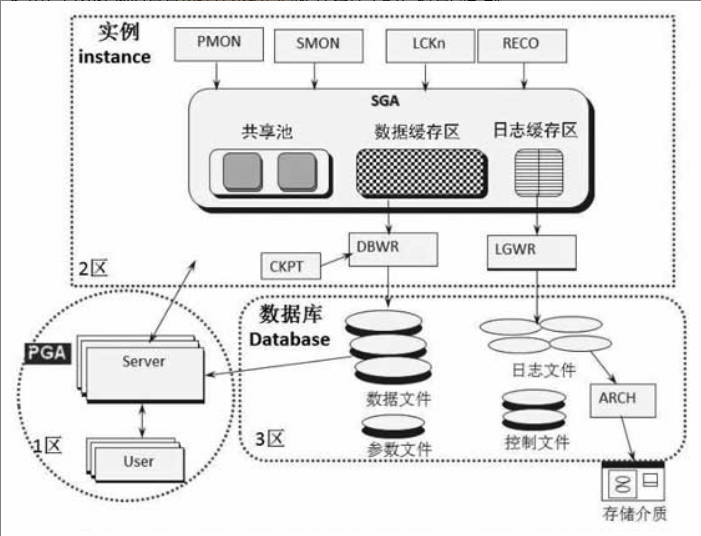 实例
instance
PMON
SMON
LCKn
RECO
SGA
共享池
数据缓存区
日志缓存区
DBWR
LGWR
CKPT
2区
数据库
Database
PGA
Server
数据文件
日志文件
ARCH
1区
User
3区
参数文件
控制文件
存储介质